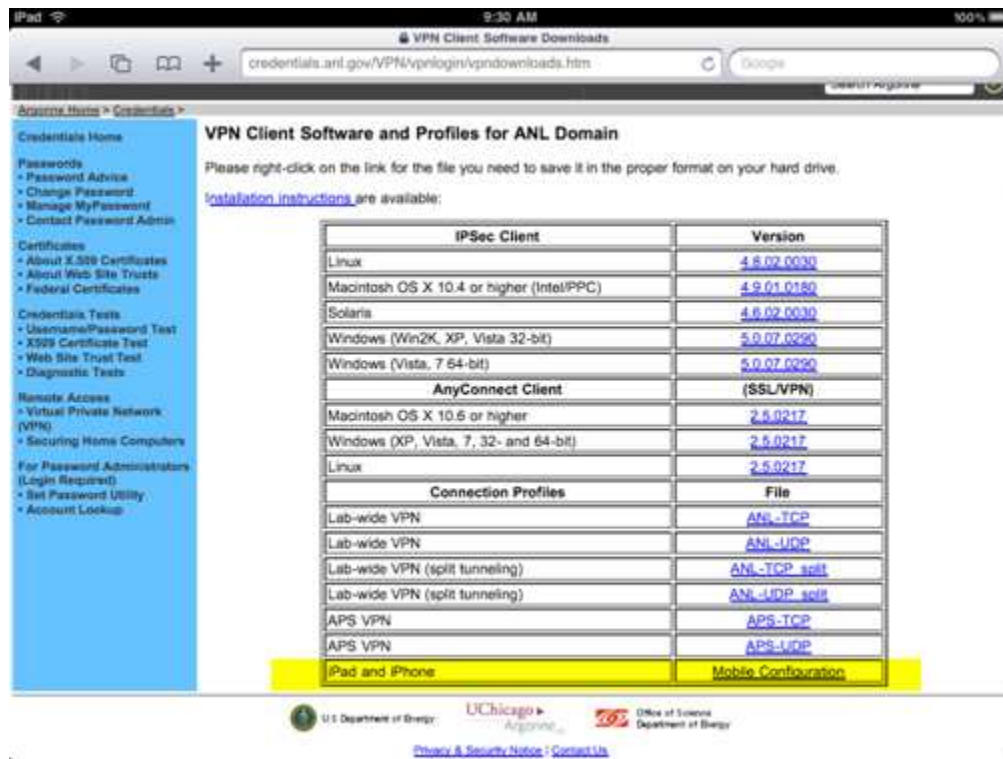 iPad 9:30 AM 100%
VPN Client Software Downloads
credentials.anl.gov/VPN/vpnlogin/vpndownloads.htm Google
Search Argonne
Argonne Home > Credentials >
Credentials Home
Passwords
• Password Advice
• Change Password
• Manage MyPassword
• Contact Password Admin
Certificates
• About X.509 Certificates
• About Web Site Trusts
• Federal Certificates
Credentials Tests
• Username/Password Test
• X509 Certificate Test
• Web Site Trust Test
• Diagnostic Tests
Remote Access
• Virtual Private Network
(VPN)
• Securing Home Computers
For Password Administrators
(Login Required)
• Set Password Utility
• Account Lookup
VPN Client Software and Profiles for ANL Domain
Please right-click on the link for the file you need to save it in the proper format on your hard drive.
Installation instructions are available:
IPSec Client Version
Linux 4.8.02.0030
Macintosh OS X 10.4 or higher (Intel/PPC) 4.9.01.0180
Solaris 4.6.02.0030
Windows (Win2K, XP, Vista 32-bit) 5.0.07.0290
Windows (Vista, 7 64-bit) 5.0.07.0290
AnyConnect Client (SSL/VPN)
Macintosh OS X 10.6 or higher 2.5.0217
Windows (XP, Vista, 7, 32- and 64-bit) 2.5.0217
Linux 2.5.0217
Connection Profiles File
Lab-wide VPN ANL-TCP
Lab-wide VPN ANL-UDP
Lab-wide VPN (split tunneling) ANL-TCP_split
Lab-wide VPN (split tunneling) ANL-UDP_split
APS VPN APS-TCP
APS VPN APS-UDP
iPad and iPhone Mobile Configuration
U.S Department of Energy
UChicago ▸
Argonne
Office of Science
Department of Energy
Privacy & Security Notice | Contact Us